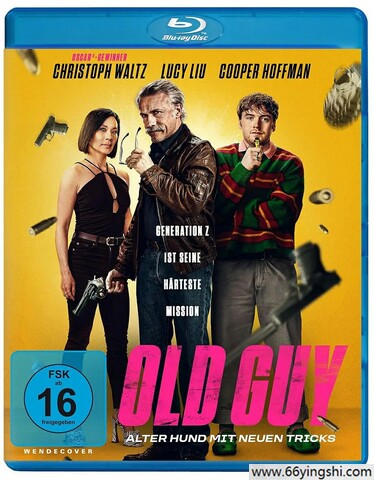 Blu-ray Disc
OSCAR®-GEWINNER
CHRISTOPH WALTZ LUCY LIU COOPER HOFFMAN
GENERATION Z
IST SEINE
HÄRTESTE
MISSION
FSK
ab
16
freigegeben
OLD GUY
ALTER HUND MIT NEUEN TRICKS
WENDECOVER
www.66yingshi.com